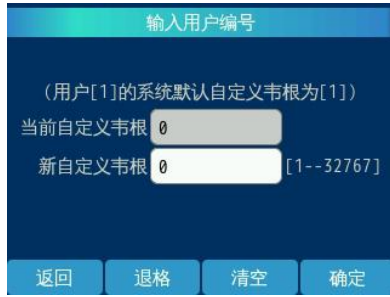 输入用户编号
(用户[1]的系统默认自定义韦根为[1])
当前自定义韦根 0
新自定义韦根 0 [1--32767]
返回 退格 清空 确定